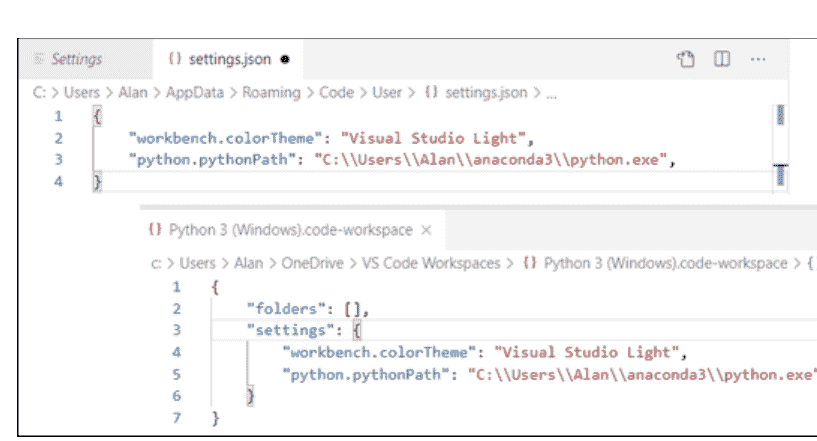 Settings {} settings.json ● ...
C: > Users > Alan > AppData > Roaming > Code > User > {} settings.json > ...
1 {
2 "workbench.colorTheme": "Visual Studio Light",
3 "python.pythonPath": "C:\\Users\\Alan\\anaconda3\\python.exe",
4 }
{} Python 3 (Windows).code-workspace ×
c: > Users > Alan > OneDrive > VS Code Workspaces > {} Python 3 (Windows).code-workspace > {
1 {
2 "folders": [],
3 "settings": {
4 "workbench.colorTheme": "Visual Studio Light",
5 "python.pythonPath": "C:\\Users\\Alan\\anaconda3\\python.exe"
6 }
7 }